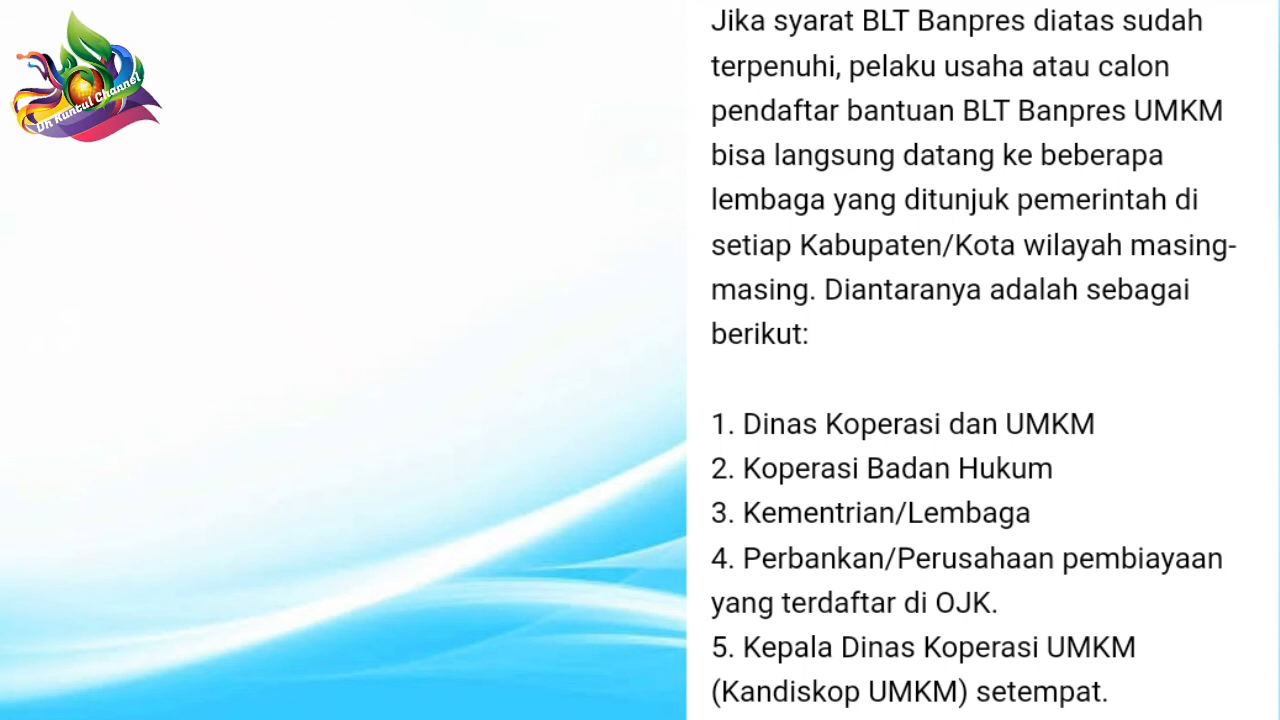 Uh Kuntul Channel
Jika syarat BLT Banpres diatas sudah
terpenuhi, pelaku usaha atau calon
pendaftar bantuan BLT Banpres UMKM
bisa langsung datang ke beberapa
lembaga yang ditunjuk pemerintah di
setiap Kabupaten/Kota wilayah masing-
masing. Diantaranya adalah sebagai
berikut:
1. Dinas Koperasi dan UMKM
2. Koperasi Badan Hukum
3. Kementrian/Lembaga
4. Perbankan/Perusahaan pembiayaan
yang terdaftar di OJK.
5. Kepala Dinas Koperasi UMKM
(Kandiskop UMKM) setempat.